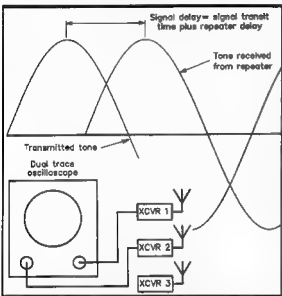 Signal delay= signal transit
time plus repeater delay
Tone received
from repeater
Transmitted tone
Dual trace
oscilloscope
XCVR 1
XCVR 2
XCVR 3